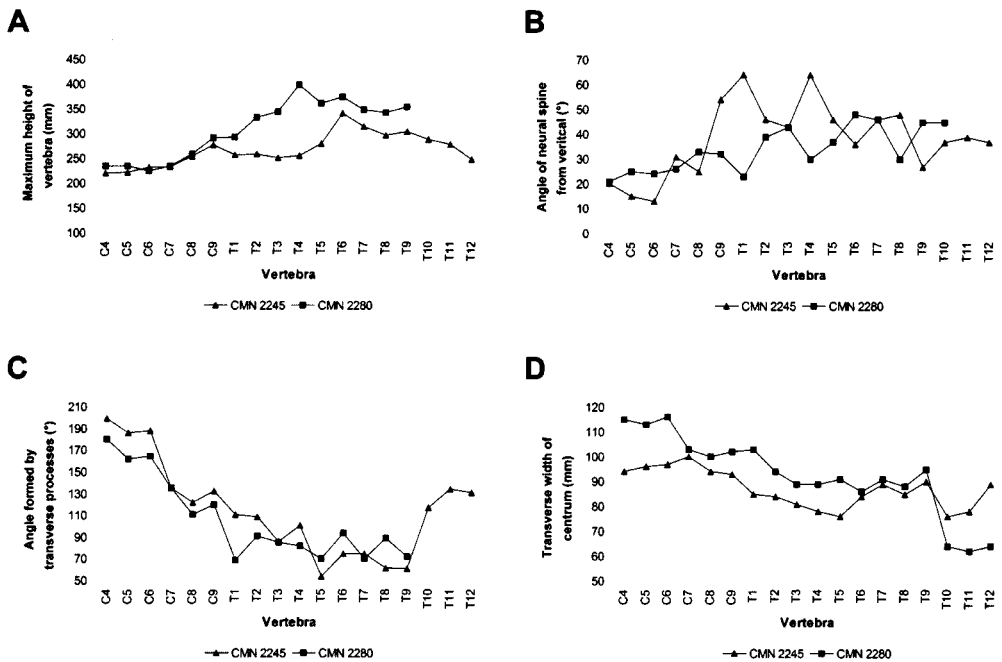 A
Maximum height of
vertebra (mm)
450
400
350
300
250
200
150
100
C4 C5 C6 C7 C8 C9 T1 T2 T3 T4 T5 T6 T7 T8 T9 T10 T11 T12
Vertebra
CMN 2245 CMN 2280
B
Angle of neural spine
from veritcal (°)
70
60
50
40
30
20
10
0
C4 C5 C6 C7 C8 C9 T1 T2 T3 T4 T5 T6 T7 T8 T9 T10 T11 T12
Vertebra
CMN 2245 CMN 2280
C
Angle formed by
transverse processes (°)
210
190
170
150
130
110
90
70
50
C4 C5 C6 C7 C8 C9 T1 T2 T3 T4 T5 T6 T7 T8 T9 T10 T11 T12
Vertebra
CMN 2245 CMN 2280
D
Transverse width of
centrum (mm)
120
110
100
90
80
70
60
50
C4 C5 C6 C7 C8 C9 T1 T2 T3 T4 T5 T6 T7 T8 T9 T10 T11 T12
Vertebra
CMN 2245 CMN 2280